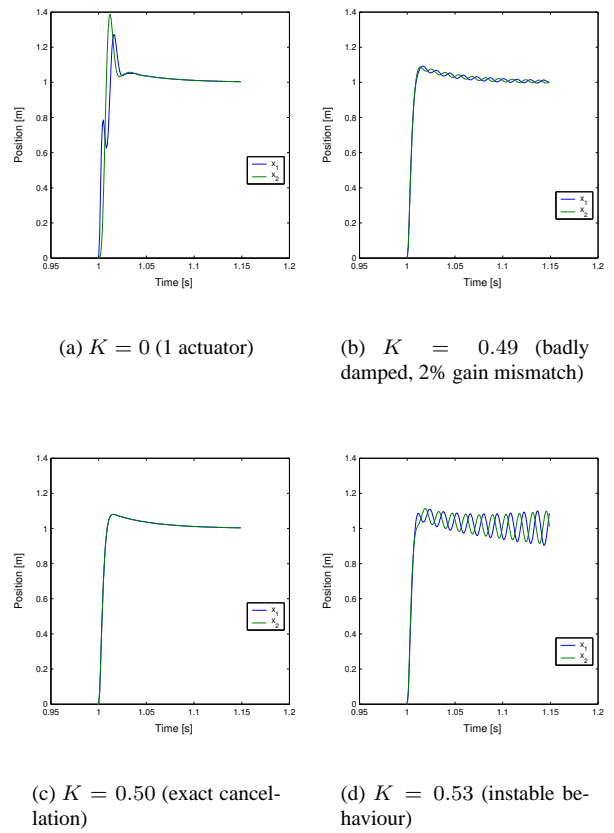 1.4
1.2
1
0.8
0.6
0.4
0.2
0
0.95 1 1.05 1.1 1.15 1.2
Position [m]
Time [s]
x1
x2
(a) K = 0 (1 actuator)
1.4
1.2
1
0.8
0.6
0.4
0.2
0
0.95 1 1.05 1.1 1.15 1.2
Position [m]
Time [s]
x1
x2
(b) K = 0.49 (badly
damped, 2% gain mismatch)
1.4
1.2
1
0.8
0.6
0.4
0.2
0
0.95 1 1.05 1.1 1.15 1.2
Position [m]
Time [s]
x1
x2
(c) K = 0.50 (exact cancel-
lation)
1.4
1.2
1
0.8
0.6
0.4
0.2
0
0.95 1 1.05 1.1 1.15 1.2
Position [m]
Time [s]
x1
x2
(d) K = 0.53 (instable be-
haviour)